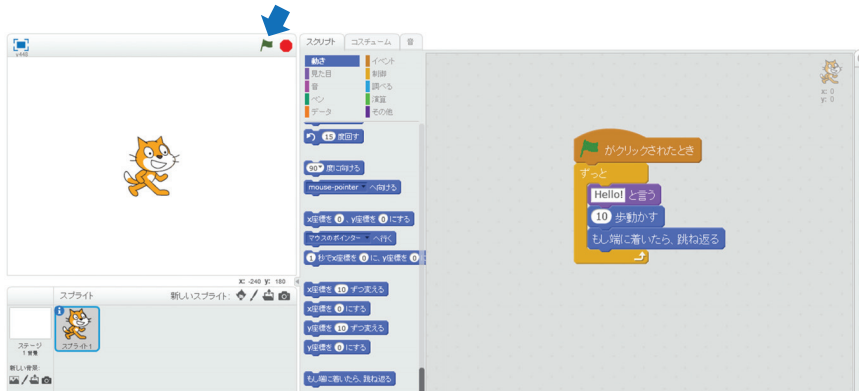 v448
スクリプト コスチューム 音
動き イベント
見た目 制御
音 調べる
ペン 演算
データ その他
15 度回す
90 度に向ける
mouse-pointer へ向ける
x座標を 0 、y座標を 0 にする
マウスのポインター へ行く
1 秒でx座標を 0 に、y座標を 0
x座標を 10 ずつ変える
x座標を 0 にする
y座標を 10 ずつ変える
y座標を 0 にする
もし端に着いたら、跳ね返る
x: 0
y: 0
がクリックされたとき
ずっと
Hello! と言う
10 歩動かす
もし端に着いたら、跳ね返る
x: -240 y: 180
スプライト 新しいスプライト:
ステージ
1 背景
新しい背景:
スプライト1